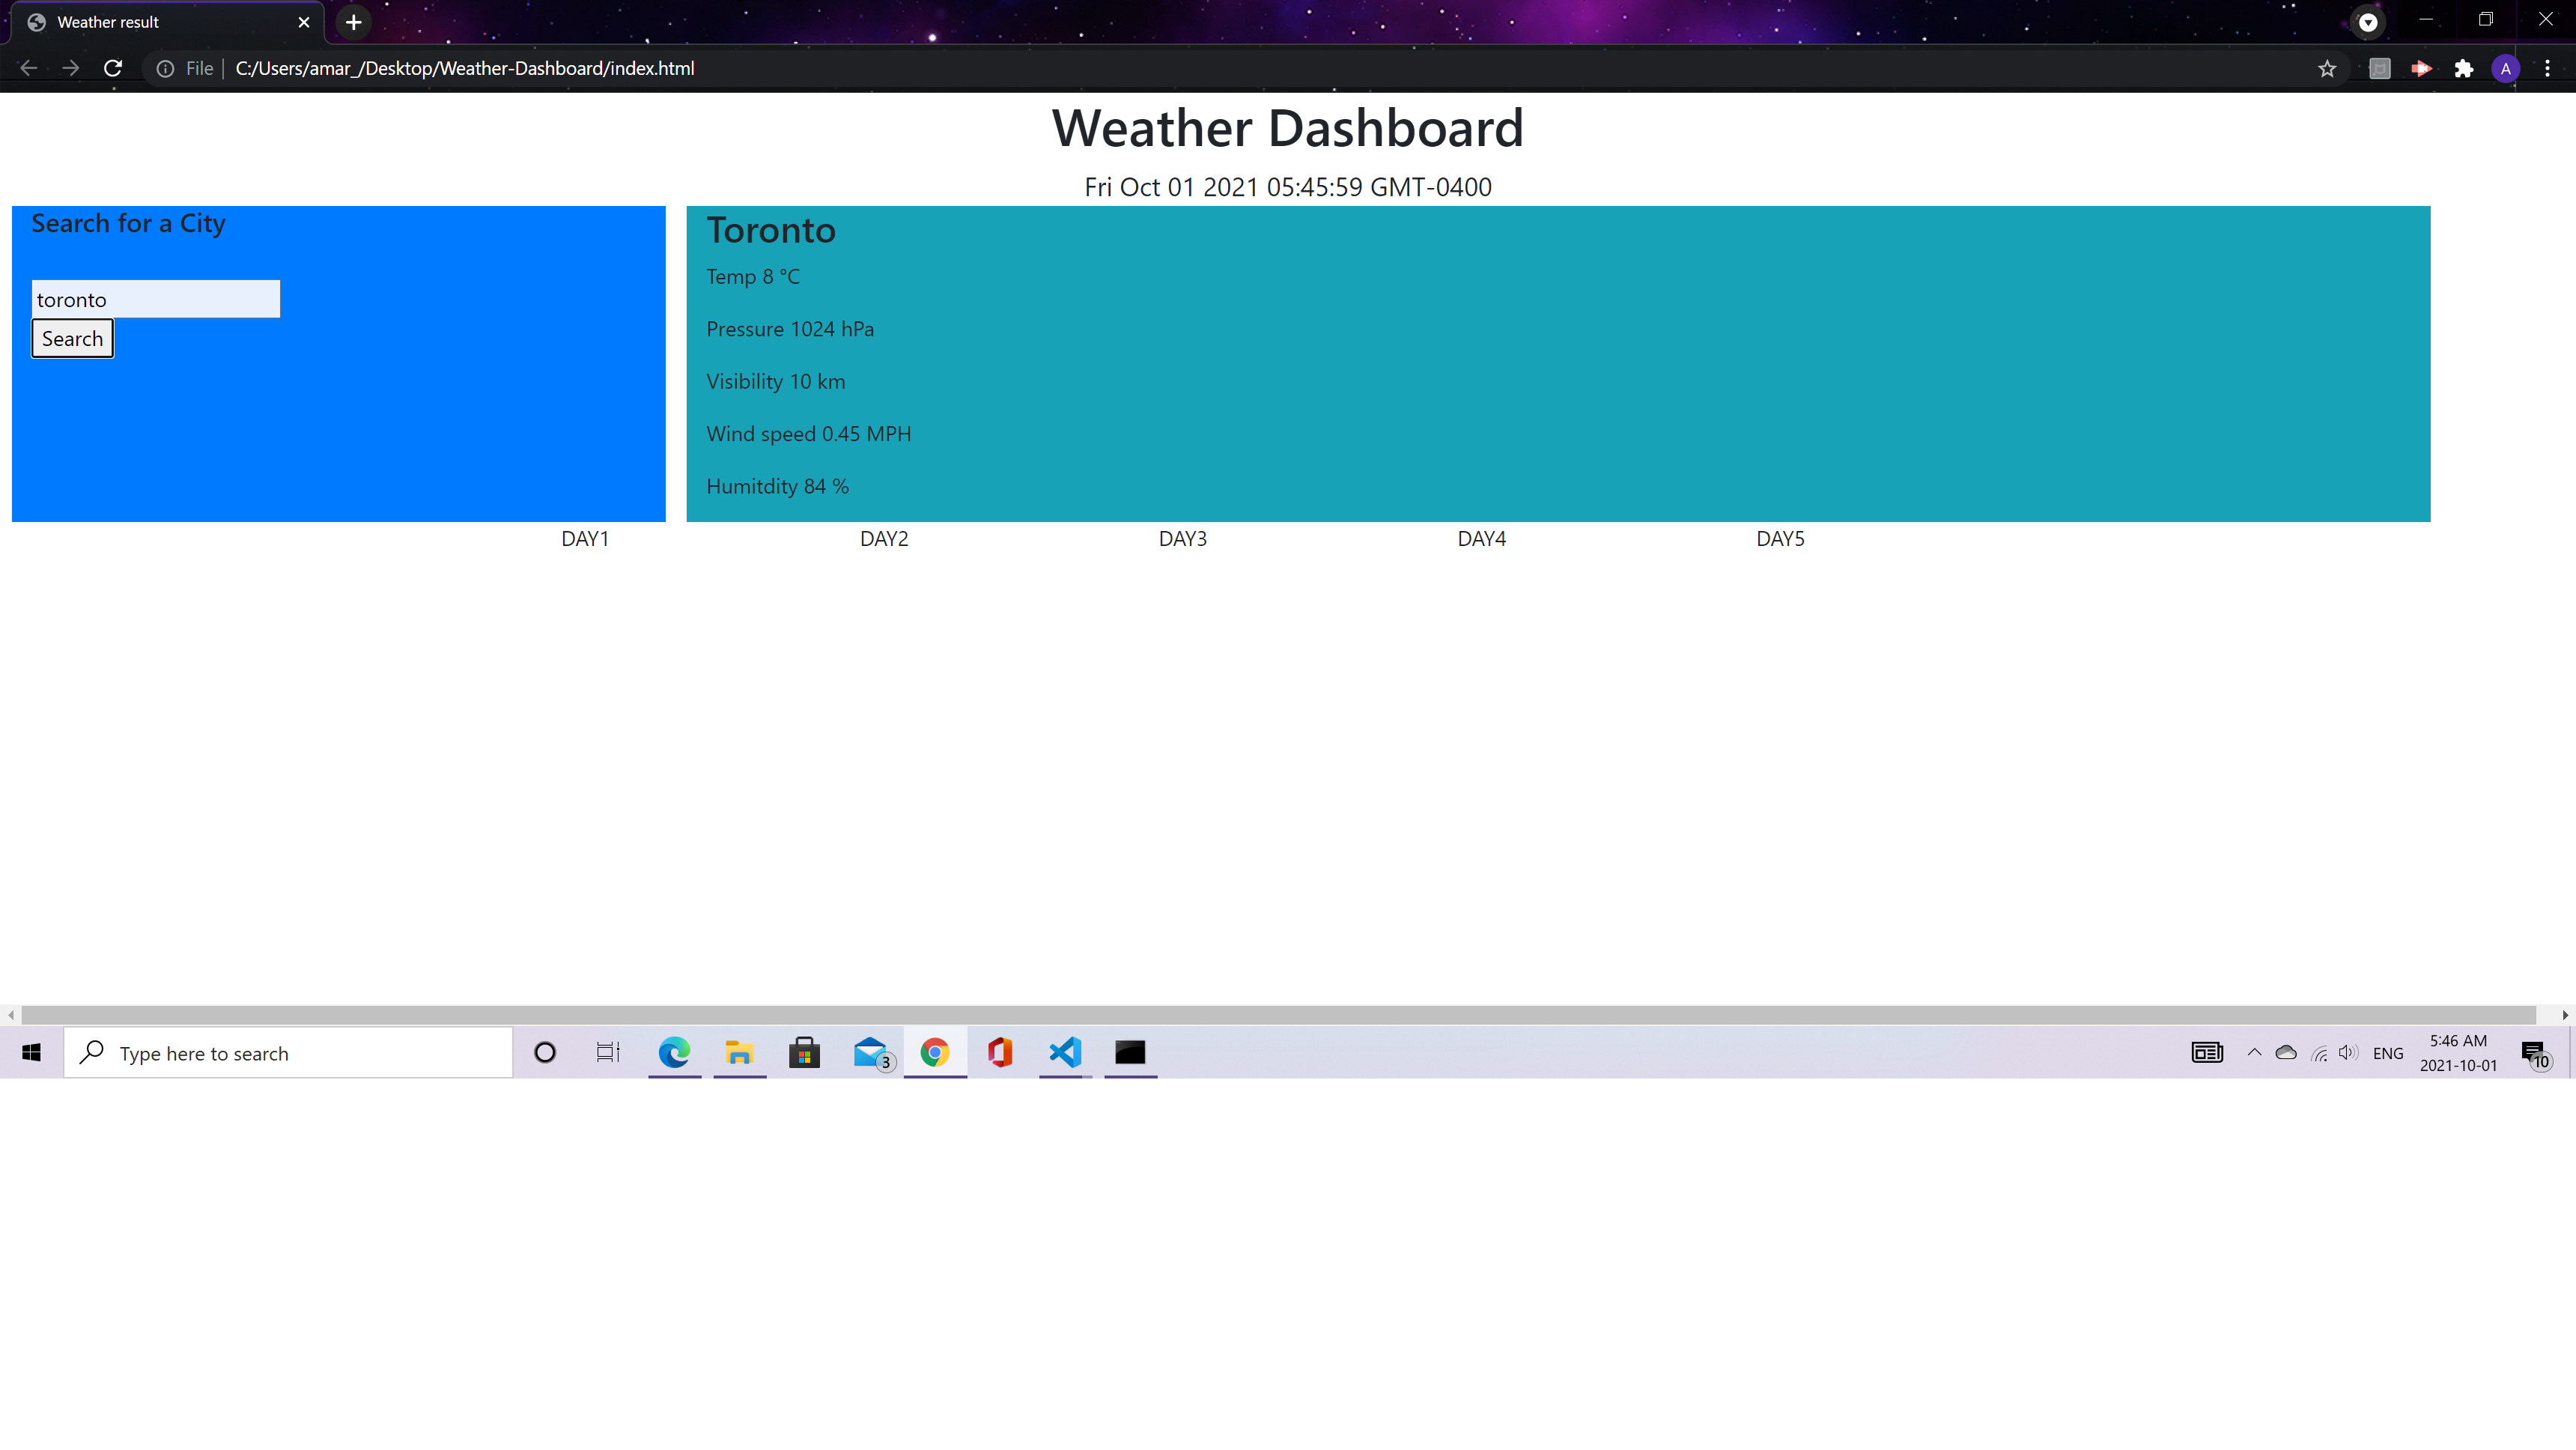 Weather result
File C:/Users/amar_/Desktop/Weather-Dashboard/index.html
A
Weather Dashboard
Fri Oct 01 2021 05:45:59 GMT-0400
Search for a City
toronto
Search
Toronto
Temp 8 °C
Pressure 1024 hPa
Visibility 10 km
Wind speed 0.45 MPH
Humitdity 84 %
DAY1 DAY2 DAY3 DAY4 DAY5
Type here to search
3
ENG
5:46 AM
2021-10-01
10